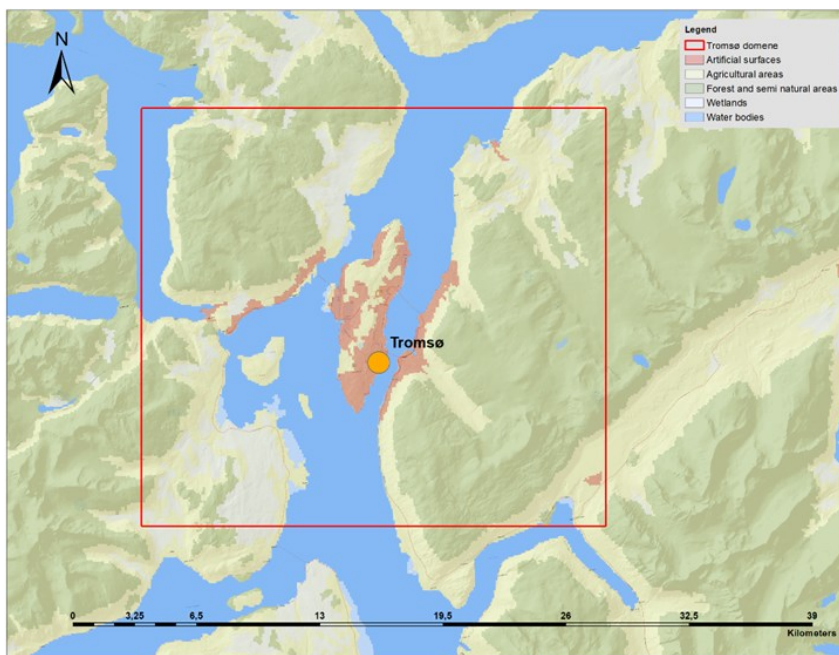 N
Legend
Tromsø domene
Artificial surfaces
Agricultural areas
Forest and semi natural areas
Wetlands
Water bodies
Tromsø
0 3,25 6,5 13 19,5 26 32,5 39
Kilometers